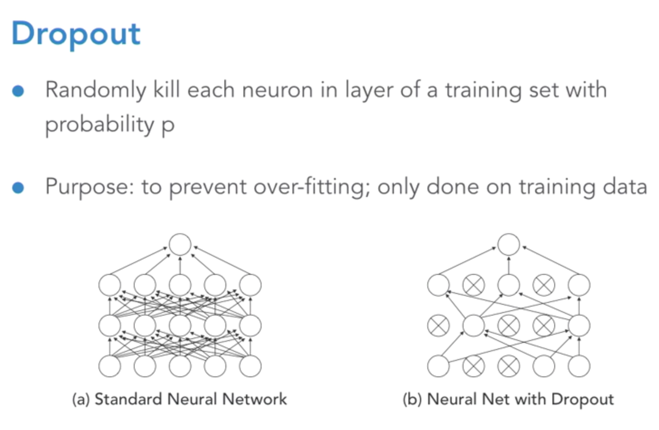 Dropout
Randomly kill each neuron in layer of a training set with
probability p
Purpose: to prevent over-fitting; only done on training data
(a) Standard Neural Network
(b) Neural Net with Dropout